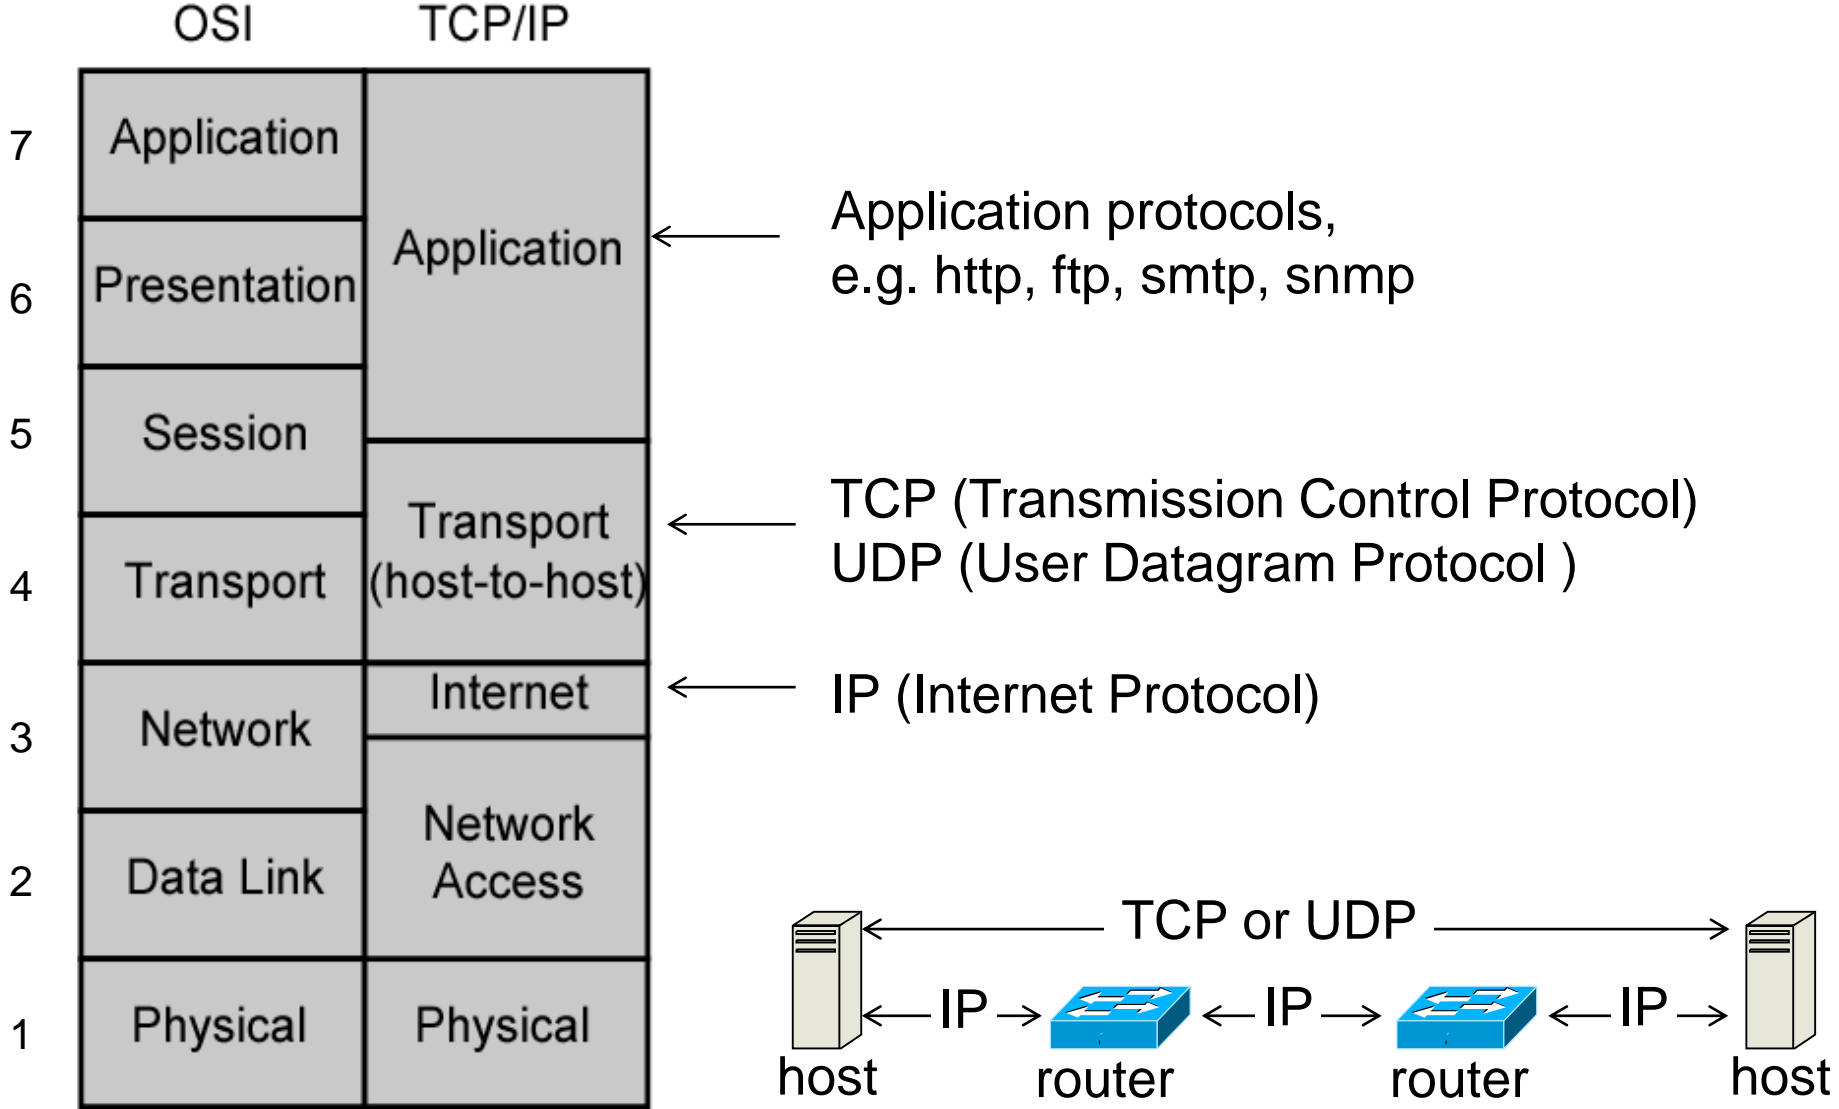 OSI
TCP/IP
7
Application
6
Presentation
5
Session
4
Transport
3
Network
2
Data Link
1
Physical
Application
Transport
(host-to-host)
Internet
Network
Access
Physical
Application protocols,
e.g. http, ftp, smtp, snmp
TCP (Transmission Control Protocol)
UDP (User Datagram Protocol )
IP (Internet Protocol)
TCP or UDP
IP
IP
IP
host
router
router
host